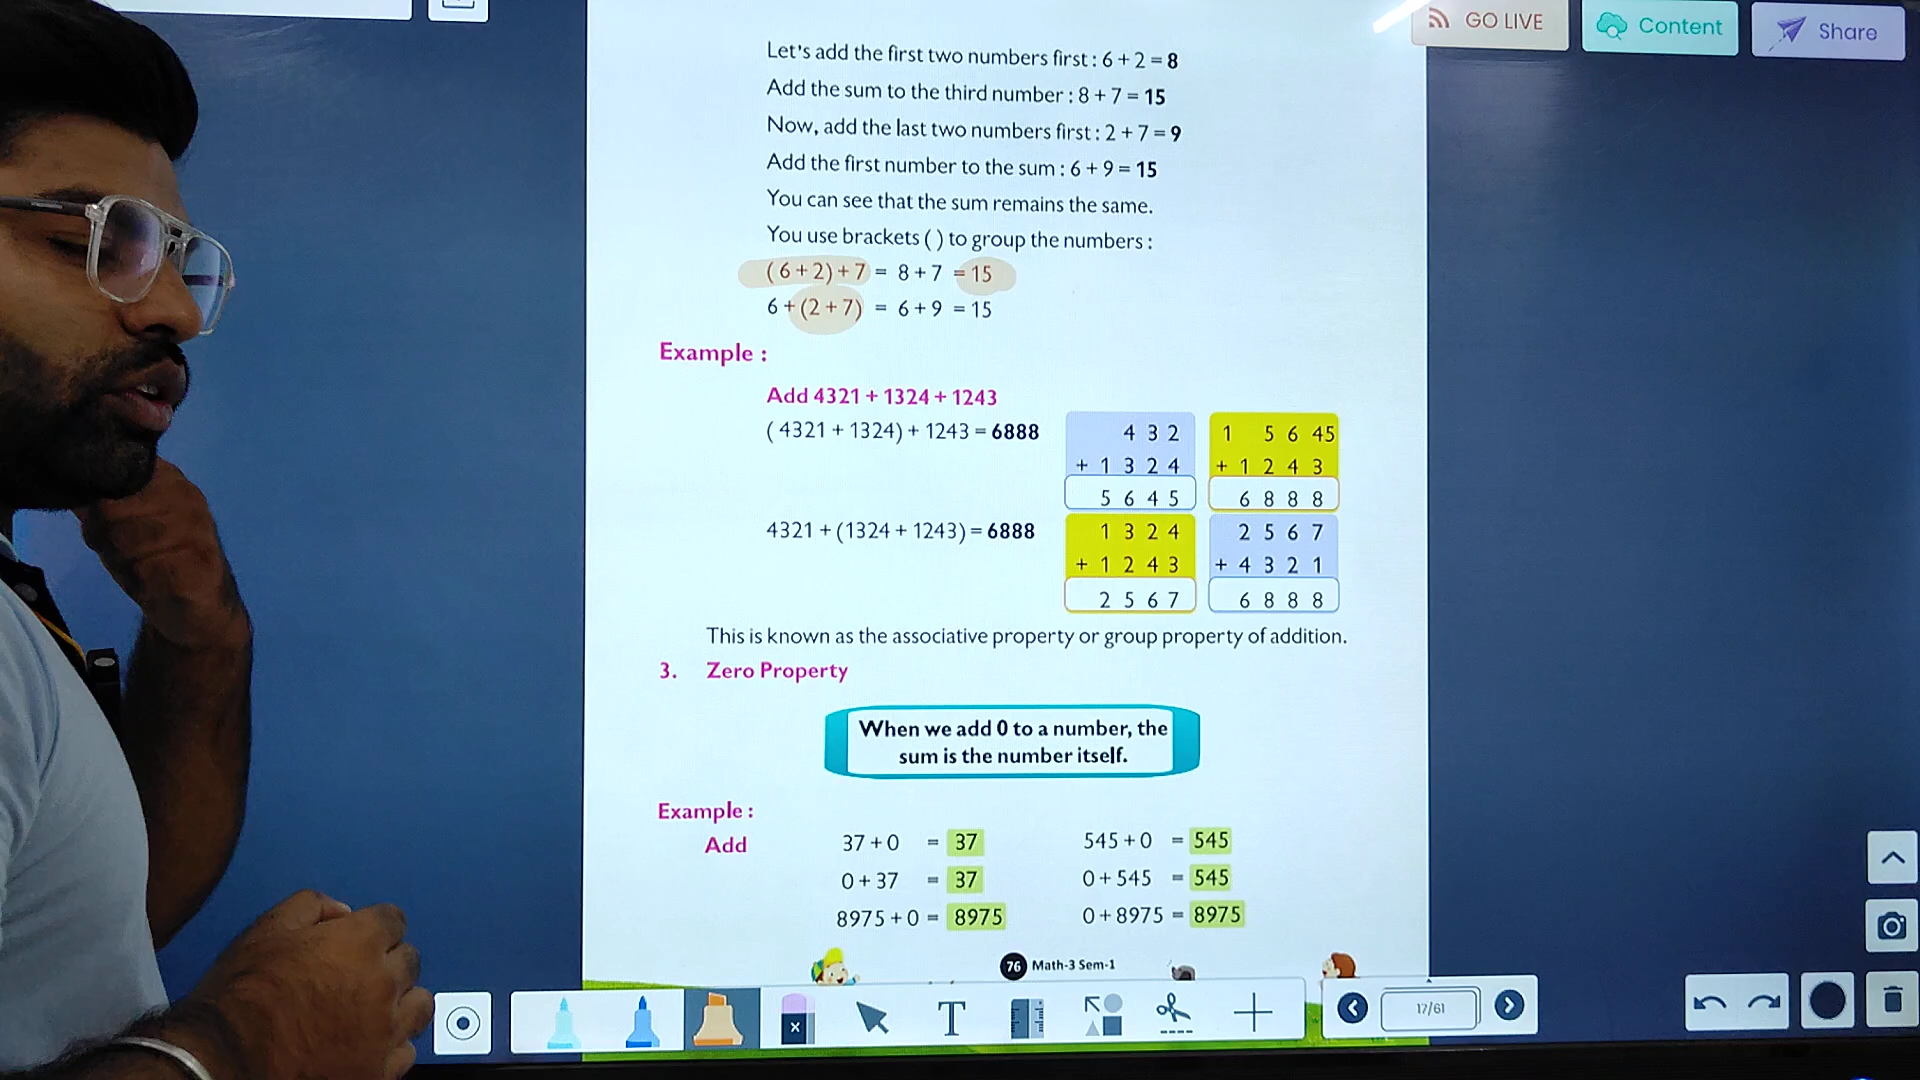 GO LIVE
Content
Share
Let's add the first two numbers first : 6 + 2 = 8
Add the sum to the third number : 8 + 7 = 15
Now, add the last two numbers first : 2 + 7 = 9
Add the first number to the sum : 6 + 9 = 15
You can see that the sum remains the same.
You use brackets ( ) to group the numbers :
(6+2)+7 = 8+7 = 15
6+(2+7) = 6+9 = 15
Example :
Add 4321 + 1324 + 1243
( 4321 + 1324) + 1243 = 6888
4 3 2
+ 1 3 2 4
5 6 4 5
1 5 6 45
+ 1 2 4 3
6 8 8 8
4321 + (1324 + 1243) = 6888
1 3 2 4
+ 1 2 4 3
2 5 6 7
2 5 6 7
+ 4 3 2 1
6 8 8 8
This is known as the associative property or group property of addition.
3. Zero Property
When we add 0 to a number, the
sum is the number itself.
Example :
Add 37 + 0 = 37 545 + 0 = 545
0 + 37 = 37 0 + 545 = 545
8975 + 0 = 8975 0 + 8975 = 8975
76 Math-3 Sem-1
T
17/61